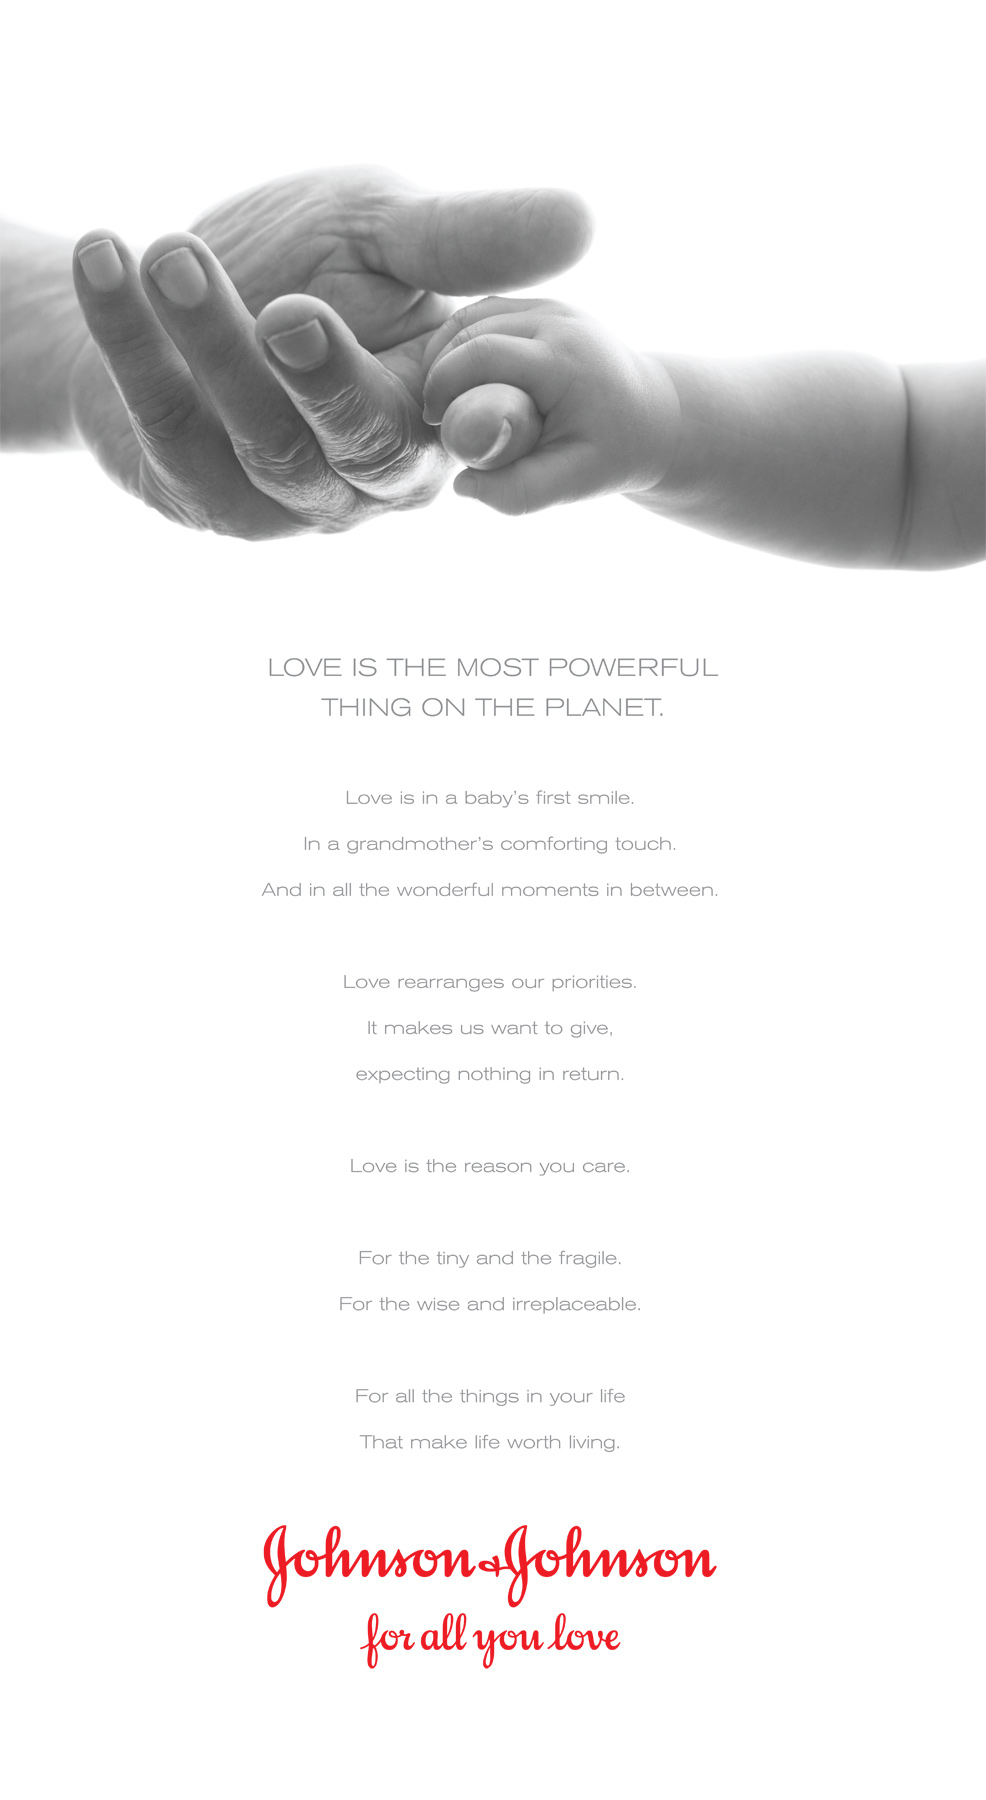 LOVE IS THE MOST POWERFUL
THING ON THE PLANET.
Love is in a baby’s first smile.
In a grandmother’s comforting touch.
And in all the wonderful moments in between.
Love rearranges our priorities.
It makes us want to give,
expecting nothing in return.
Love is the reason you care.
For the tiny and the fragile.
For the wise and irreplaceable.
For all the things in your life
That make life worth living.
Johnson & Johnson
for all you love